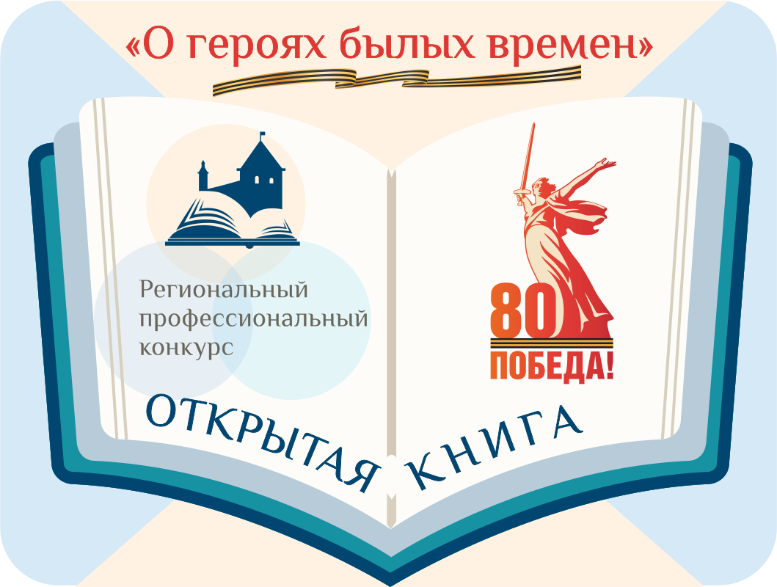 «О героях былых времен»
Региональный
профессиональный
конкурс
80
ПОБЕДА!
ОТКРЫТАЯ КНИГА